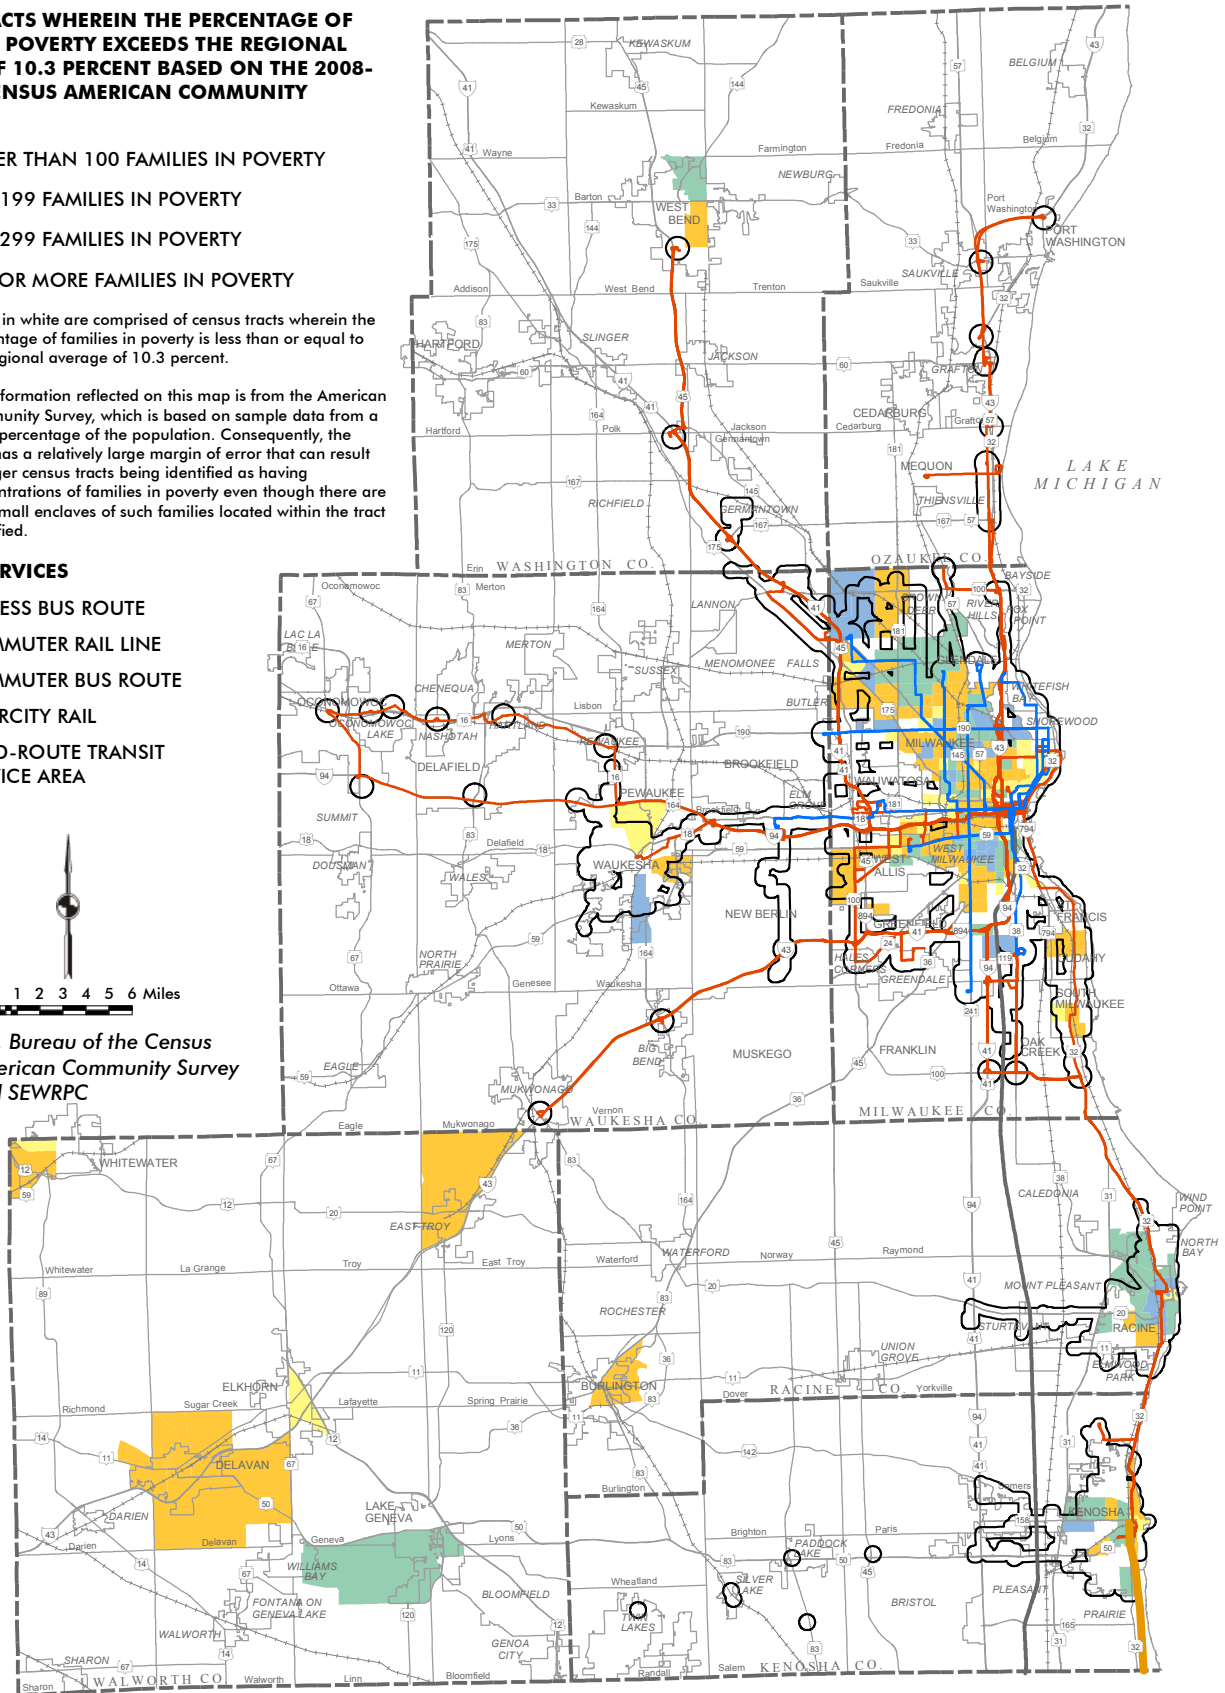 ACTS WHEREIN THE PERCENTAGE OF
POVERTY EXCEEDS THE REGIONAL
F 10.3 PERCENT BASED ON THE 2008-
ENSUS AMERICAN COMMUNITY
ER THAN 100 FAMILIES IN POVERTY
199 FAMILIES IN POVERTY
299 FAMILIES IN POVERTY
OR MORE FAMILIES IN POVERTY
in white are comprised of census tracts wherein the
ntage of families in poverty is less than or equal to
egional average of 10.3 percent.
formation reflected on this map is from the American
munity Survey, which is based on sample data from a
percentage of the population. Consequently, the
has a relatively large margin of error that can result
ger census tracts being identified as having
entrations of families in poverty even though there are
small enclaves of such families located within the tract
fied.
RVICES
ESS BUS ROUTE
MMUTER RAIL LINE
MMUTER BUS ROUTE
ERCITY RAIL
D-ROUTE TRANSIT
VICE AREA
1 2 3 4 5 6 Miles
. Bureau of the Census
erican Community Survey
d SEWRPC
KEWASKUM
Kewaskum
Wayne
Farmington
Fredonia
Belgium
BELGIUM
FREDONIA
NEWBURG
Barton
WEST
BEND
Port
Washington
PORT
WASHINGTON
SAUKVILLE
Saukville
Addison
West Bend
Trenton
HARTFORD
SLINGER
JACKSON
GRAFTON
CEDARBURG
Cedarburg
Grafton
Hartford
Polk
Jackson
Germantown
MEQUON
THIENSVILLE
RICHFIELD
GERMANTOWN
LAKE
MICHIGAN
Erin
WASHINGTON CO.
OZAUKEE CO.
Oconomowoc
Merton
LANNON
BAYSIDE
BROWN
DEER
RIVER
HILLS
FOX
POINT
LAC LA
MERTON
SUSSEX
MENOMONEE FALLS
GLENDALE
CHENEQUA
OCONOMOWOC
OCONOMOWOC
LAKE
NASHOTAH
HARTLAND
Lisbon
BUTLER
WHITEFISH
BAY
SHOREWOOD
PEWAUKEE
DELAFIELD
BROOKFIELD
MILWAUKEE
WAUWATOSA
ELM
GROVE
PEWAUKEE
Brookfield
SUMMIT
Delafield
DOUSMAN
WALES
WAUKESHA
WEST
MILWAUKEE
WEST
ALLIS
NEW BERLIN
GREENFIELD
FRANCIS
CUDAHY
NORTH
PRAIRIE
HALES
CORNERS
GREENDALE
Ottawa
Genesee
Waukesha
SOUTH
MILWAUKEE
BIG
BEND
MUSKEGO
FRANKLIN
OAK
CREEK
EAGLE
MUKWONAGO
Vernon
WAUKESHA CO.
MILWAUKEE CO.
Eagle
Mukwonago
WHITEWATER
CALEDONIA
WIND
POINT
NORTH
BAY
EAST TROY
WATERFORD
Whitewater
La Grange
Troy
East Troy
Waterford
Norway
Raymond
MOUNT PLEASANT
ROCHESTER
STURTEVANT
RACINE
UNION
GROVE
ELMWOOD
PARK
ELKHORN
BURLINGTON
Richmond
Sugar Creek
Lafayette
Spring Prairie
Dover
RACINE CO.
Yorkville
DELAVAN
DARIEN
Darien
Delavan
LAKE
GENEVA
Geneva
Lyons
Burlington
Brighton
Paris
Somers
KENOSHA
WILLIAMS
BAY
BLOOMFIELD
PADDOCK
LAKE
Wheatland
SILVER
LAKE
PLEASANT
PRAIRIE
BRISTOL
FONTANA ON
GENEVA LAKE
WALWORTH
TWIN
LAKES
GENOA
CITY
SHARON
Sharon
WALWORTH CO.
Walworth
Linn
Bloomfield
Randall
Salem
KENOSHA CO.